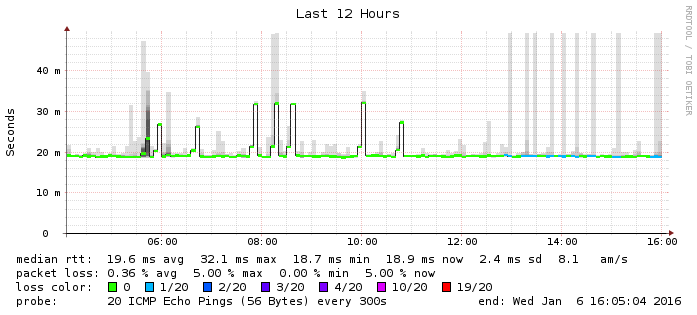 Last 12 Hours
RRDTOOL / TOBI OETIKER
Seconds
40 m
30 m
20 m
10 m
0
06:00 08:00 10:00 12:00 14:00 16:00
median rtt: 19.6 ms avg 32.1 ms max 18.7 ms min 18.9 ms now 2.4 ms sd 8.1 am/s
packet loss: 0.36 % avg 5.00 % max 0.00 % min 5.00 % now
loss color: 0 1/20 2/20 3/20 4/20 10/20 19/20
probe: 20 ICMP Echo Pings (56 Bytes) every 300s end: Wed Jan 6 16:05:04 2016